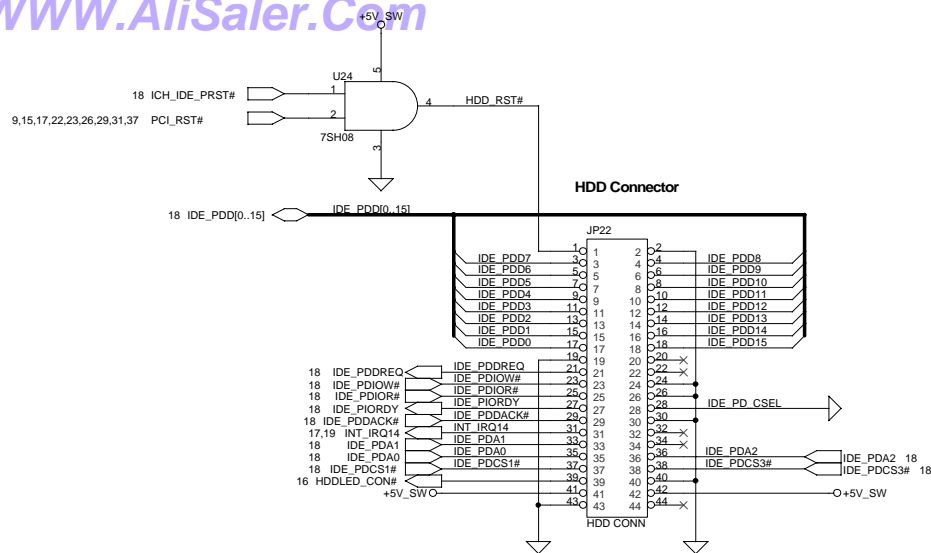 WWW.AliSaler.Com
+5V_SW
U24
5
18 ICH_IDE_PRST#
1
4
HDD_RST#
9,15,17,22,23,26,29,31,37 PCI_RST#
2
7SH08
3
HDD Connector
18 IDE_PDD[0..15]
IDE_PDD[0..15]
JP22
1 1 2 2
IDE_PDD7 3 3 4 4 IDE_PDD8
IDE_PDD6 5 5 6 6 IDE_PDD9
IDE_PDD5 7 7 8 8 IDE_PDD10
IDE_PDD4 9 9 10 10 IDE_PDD11
IDE_PDD3 11 11 12 12 IDE_PDD12
IDE_PDD2 13 13 14 14 IDE_PDD13
IDE_PDD1 15 15 16 16 IDE_PDD14
IDE_PDD0 17 17 18 18 IDE_PDD15
19 19 20 20
18 IDE_PDDREQ IDE_PDDREQ 21 21 22 22
18 IDE_PDIOW# IDE_PDIOW# 23 23 24 24
18 IDE_PDIOR# IDE_PDIOR# 25 25 26 26
18 IDE_PIORDY IDE_PIORDY 27 27 28 28 IDE_PD_CSEL
18 IDE_PDDACK# IDE_PDDACK# 29 29 30 30
17,19 INT_IRQ14 INT_IRQ14 31 31 32 32
18 IDE_PDA1 IDE_PDA1 33 33 34 34
18 IDE_PDA0 IDE_PDA0 35 35 36 36 IDE_PDA2 IDE_PDA2 18
18 IDE_PDCS1# IDE_PDCS1# 37 37 38 38 IDE_PDCS3# IDE_PDCS3# 18
16 HDDLED_CON# 39 39 40 40
+5V_SW 41 41 42 42 +5V_SW
43 43 44 44
HDD CONN